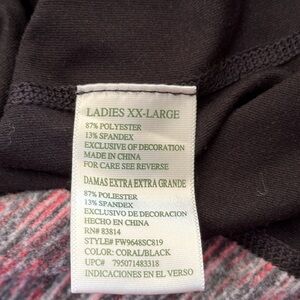 LADIES XX-LARGE
87% POLYESTER
13% SPANDEX
EXCLUSIVE OF DECORATION
MADE IN CHINA
FOR CARE SEE REVERSE
DAMAS EXTRA EXTRA GRANDE
87% POLIESTER
13% SPANDEX
EXCLUSIVO DE DECORACION
HECHO EN CHINA
RN# 83814
STYLE# FW9648SC819
COLOR: CORAL/BLACK
UPC# 795071483318
INDICACIONES EN EL VERSO